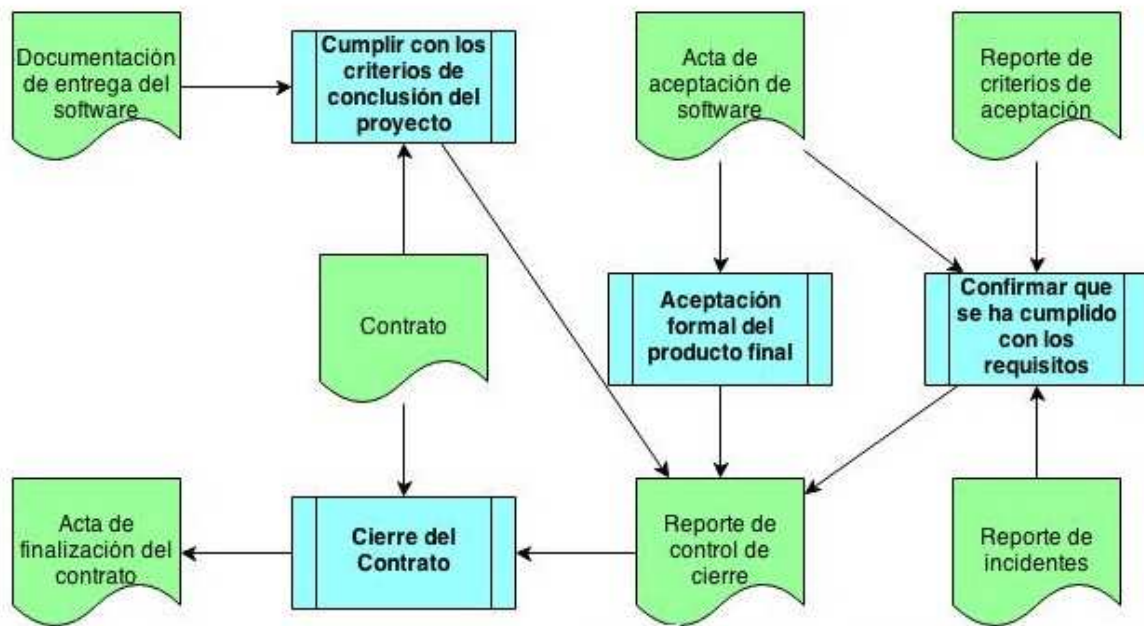 Documentación
de entrega del
software
Cumplir con los
criterios de
conclusión del
proyecto
Acta de
aceptación de
software
Reporte de
criterios de
aceptación
Contrato
Aceptación
formal del
producto final
Confirmar que
se ha cumplido
con los
requisitos
Acta de
finalización del
contrato
Cierre del
Contrato
Reporte de
control de
cierre
Reporte de
incidentes